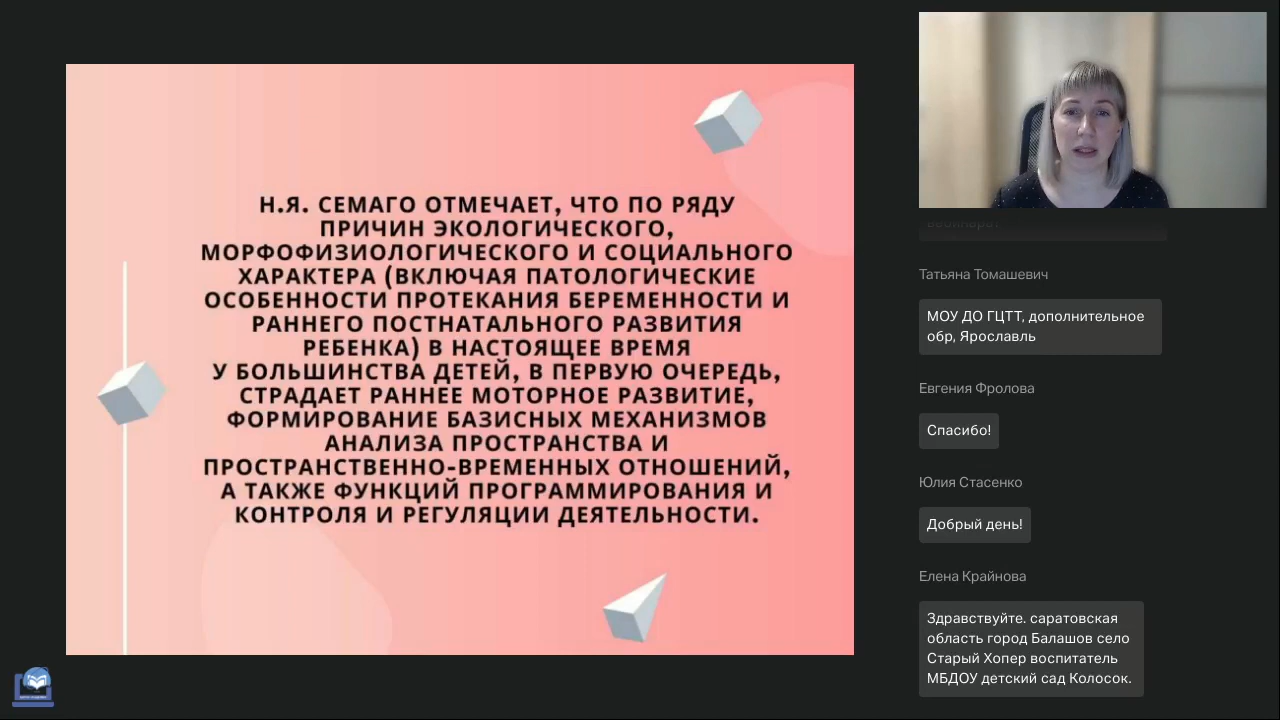 Н.Я. СЕМАГО ОТМЕЧАЕТ, ЧТО ПО РЯДУ
ПРИЧИН ЭКОЛОГИЧЕСКОГО,
МОРФОФИЗИОЛОГИЧЕСКОГО И СОЦИАЛЬНОГО
ХАРАКТЕРА (ВКЛЮЧАЯ ПАТОЛОГИЧЕСКИЕ
ОСОБЕННОСТИ ПРОТЕКАНИЯ БЕРЕМЕННОСТИ И
РАННЕГО ПОСТНАТАЛЬНОГО РАЗВИТИЯ
РЕБЕНКА) В НАСТОЯЩЕЕ ВРЕМЯ
У БОЛЬШИНСТВА ДЕТЕЙ, В ПЕРВУЮ ОЧЕРЕДЬ,
СТРАДАЕТ РАННЕЕ МОТОРНОЕ РАЗВИТИЕ,
ФОРМИРОВАНИЕ БАЗИСНЫХ МЕХАНИЗМОВ
АНАЛИЗА ПРОСТРАНСТВА И
ПРОСТРАНСТВЕННО-ВРЕМЕННЫХ ОТНОШЕНИЙ,
А ТАКЖЕ ФУНКЦИЙ ПРОГРАММИРОВАНИЯ И
КОНТРОЛЯ И РЕГУЛЯЦИИ ДЕЯТЕЛЬНОСТИ.
Татьяна Томашевич
МОУ ДО ГЦТТ, дополнительное
обр, Ярославль
Евгения Фролова
Спасибо!
Юлия Стасенко
Добрый день!
Елена Крайнова
Здравствуйте. саратовская
область город Балашов село
Старый Хопер воспитатель
МБДОУ детский сад Колосок.